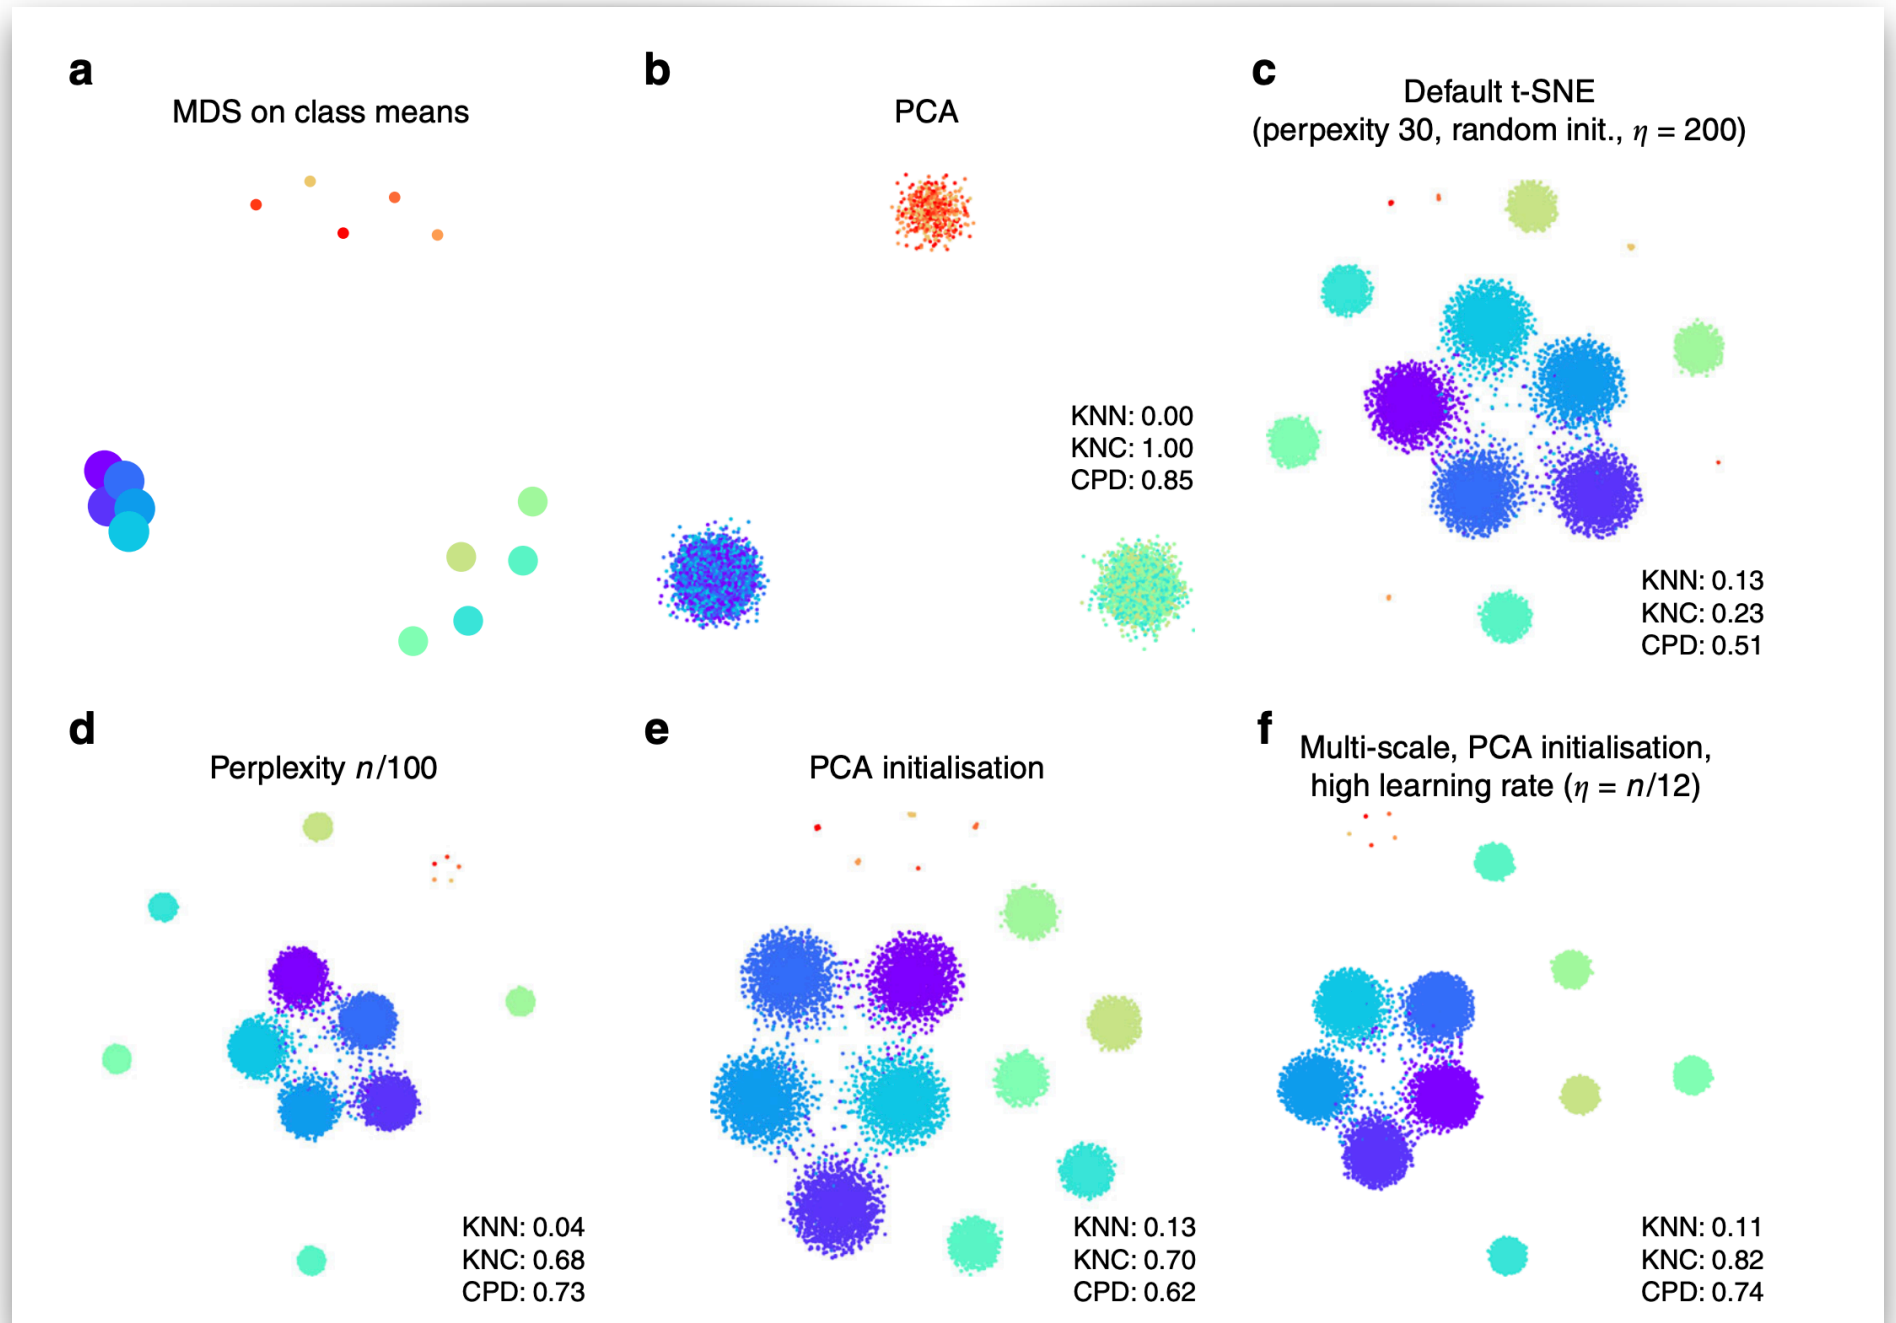 a
MDS on class means
b
PCA
KNN: 0.00
KNC: 1.00
CPD: 0.85
c
Default t-SNE
(perpexity 30, random init., η = 200)
KNN: 0.13
KNC: 0.23
CPD: 0.51
d
Perplexity n/100
KNN: 0.04
KNC: 0.68
CPD: 0.73
e
PCA initialisation
KNN: 0.13
KNC: 0.70
CPD: 0.62
f
Multi-scale, PCA initialisation,
high learning rate (η = n/12)
KNN: 0.11
KNC: 0.82
CPD: 0.74